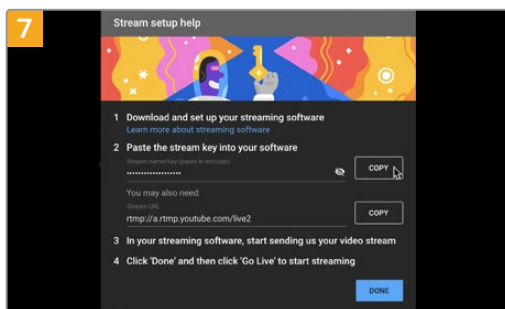 7
Stream setup help
1 Download and set up your streaming software
Learn more about streaming software
2 Paste the stream key into your software
Stream name/key (paste in encoder)
••••••••••••••••••••
COPY
You may also need:
Stream URL
rtmp://a.rtmp.youtube.com/live2
COPY
3 In your streaming software, start sending us your video stream
4 Click 'Done' and then click 'Go Live' to start streaming
DONE